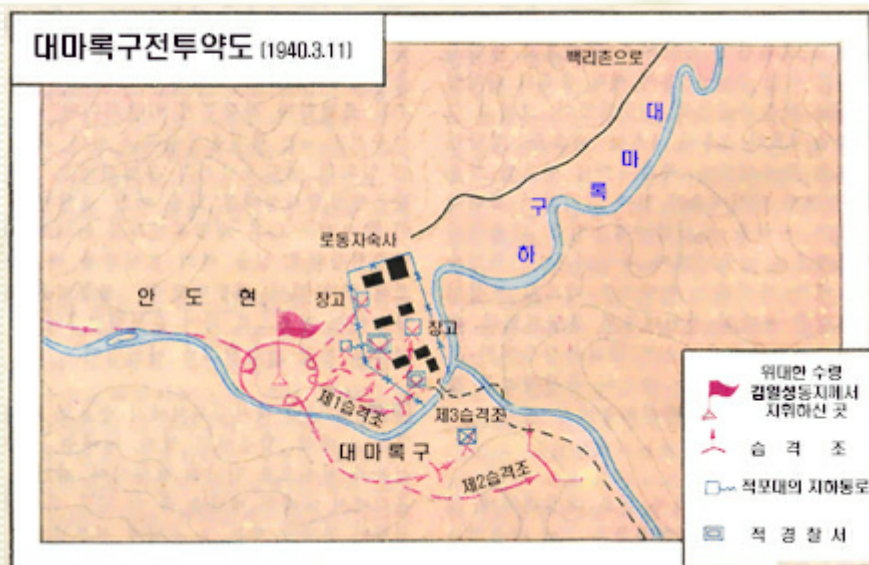 대마록구전투약도 (1940.3.11)
백리촌으로
대마록구하
로동자숙사
안도현
창고
창고
제1습격조
제3습격조
대마록구
제2습격조
위대한 수령
김일성동지께서
지휘하신 곳
습격조
적포대의 지하통로
적경찰서